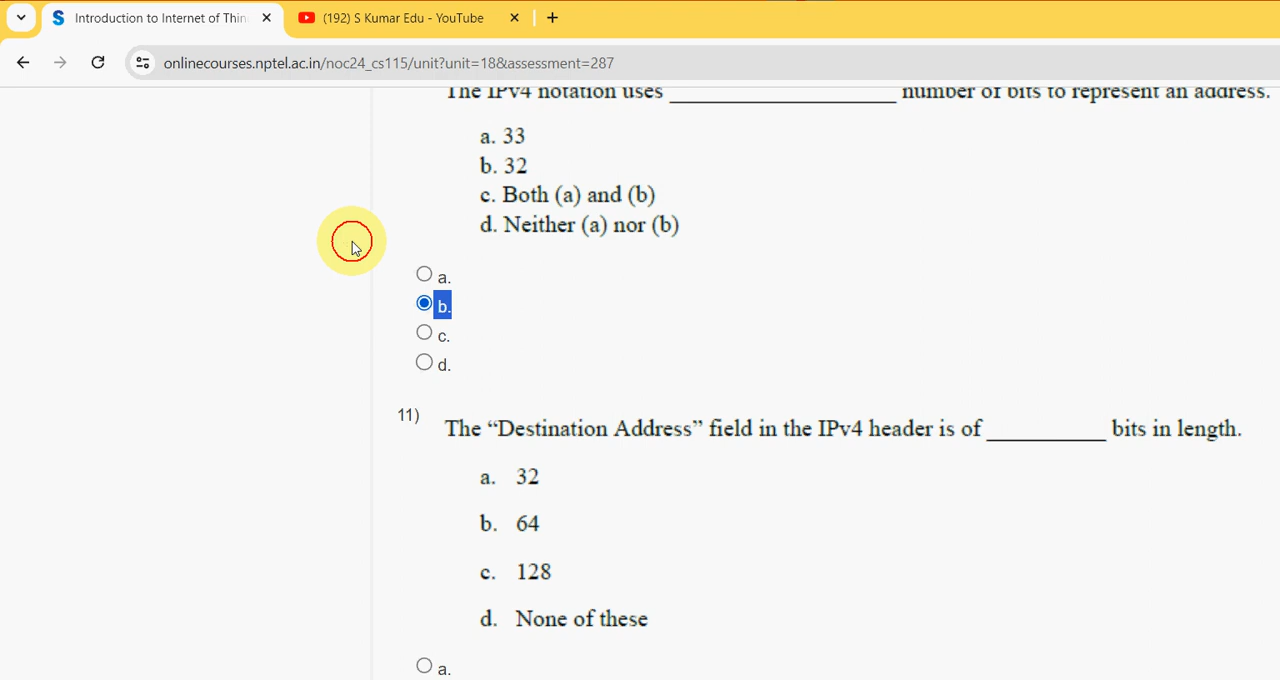 Introduction to Internet of Thin
(192) S Kumar Edu - YouTube
onlinecourses.nptel.ac.in/noc24_cs115/unit?unit=18&assessment=287
The IPv4 notation uses ____________________ number of bits to represent an address.
a. 33
b. 32
c. Both (a) and (b)
d. Neither (a) nor (b)
a.
b.
c.
d.
11)
The “Destination Address” field in the IPv4 header is of __________ bits in length.
a. 32
b. 64
c. 128
d. None of these
a.